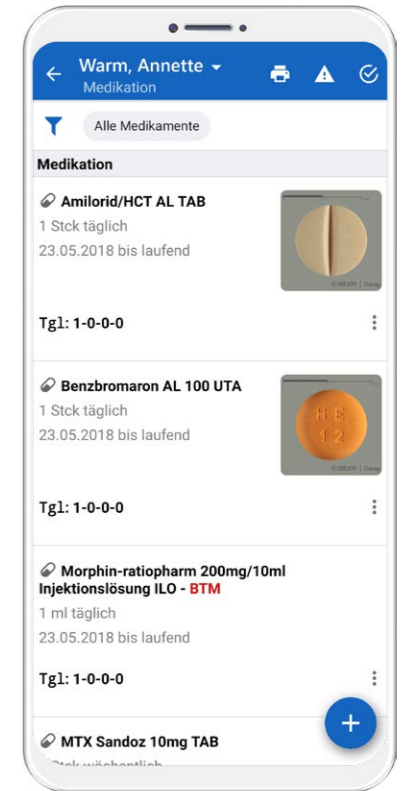 Warm, Annette
Medikation
Alle Medikamente
Medikation
Amilorid/HCT AL TAB
1 Stck täglich
23.05.2018 bis laufend
Tgl: 1-0-0-0
Benzbromaron AL 100 UTA
1 Stck täglich
23.05.2018 bis laufend
HE
12
Tgl: 1-0-0-0
Morphin-ratiopharm 200mg/10ml
Injektionslösung ILO - BTM
1 ml täglich
23.05.2018 bis laufend
Tgl: 1-0-0-0
MTX Sandoz 10mg TAB